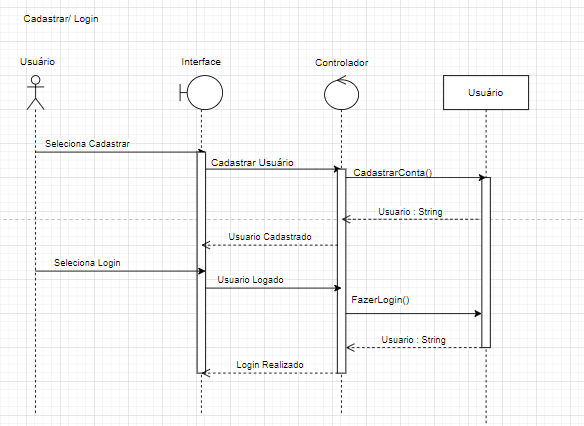 Cadastrar/ Login
Usuário
Interface
Controlador
Usuário
Seleciona Cadastrar
Cadastrar Usuário
CadastrarConta()
Usuario : String
Usuario Cadastrado
Seleciona Login
Usuario Logado
FazerLogin()
Usuario : String
Login Realizado